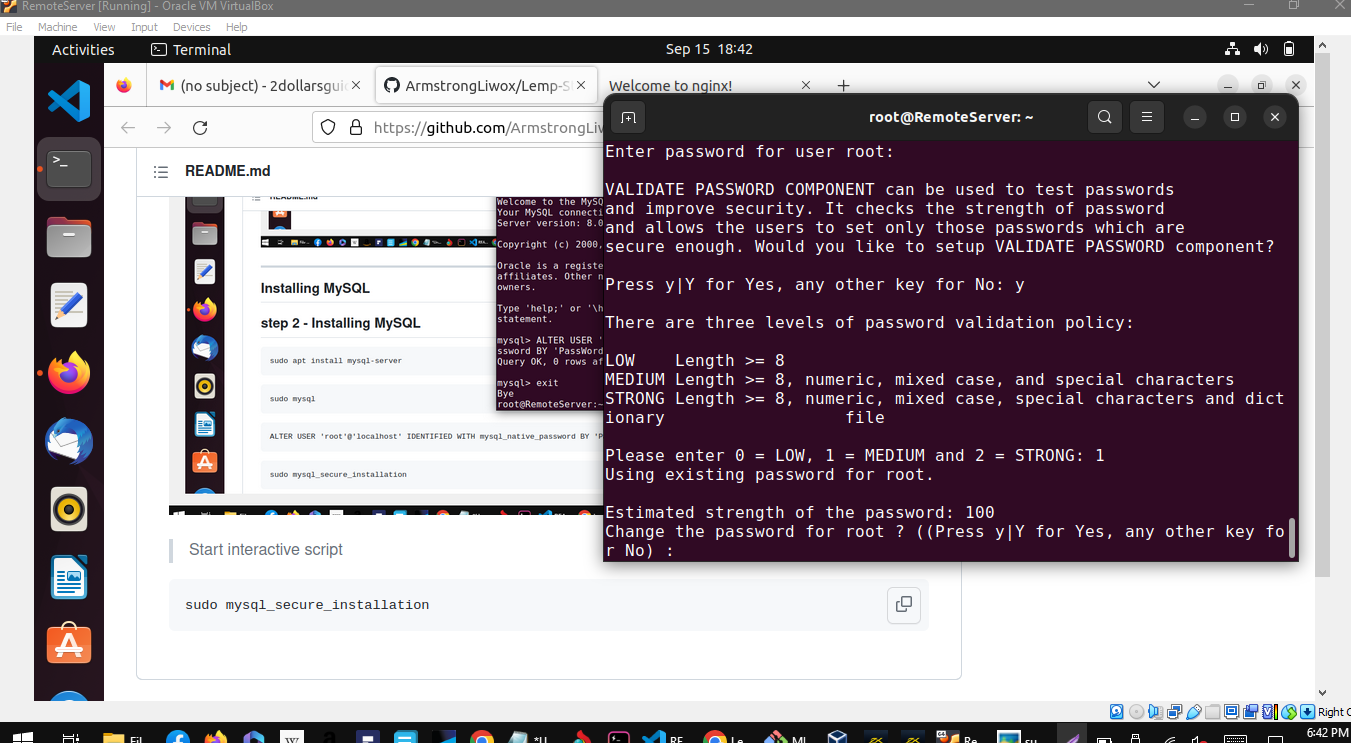 RemoteServer [Running] - Oracle VM VirtualBox
File Machine View Input Devices Help
Activities
Terminal
Sep 15 18:42
(no subject) - 2dollarsgui
ArmstrongLiwox/Lemp-S
Welcome to nginx!
https://github.com/ArmstrongLiw
README.md
Welcome to the MySQ
Your MySQL connecti
Server version: 8.0
Copyright (c) 2000,
Oracle is a registe
affiliates. Other n
owners.
Type 'help;' or '\h
statement.
mysql> ALTER USER '
ssword BY 'PassWord
Query OK, 0 rows af
mysql> exit
Bye
root@RemoteServer:~
Installing MySQL
step 2 - Installing MySQL
sudo apt install mysql-server
sudo mysql
ALTER USER 'root'@'localhost' IDENTIFIED WITH mysql_native_password BY 'P
sudo mysql_secure_installation
Start interactive script
sudo mysql_secure_installation
root@RemoteServer: ~
Enter password for user root:
VALIDATE PASSWORD COMPONENT can be used to test passwords
and improve security. It checks the strength of password
and allows the users to set only those passwords which are
secure enough. Would you like to setup VALIDATE PASSWORD component?
Press y|Y for Yes, any other key for No: y
There are three levels of password validation policy:
LOW    Length >= 8
MEDIUM Length >= 8, numeric, mixed case, and special characters
STRONG Length >= 8, numeric, mixed case, special characters and dict
ionary                  file
Please enter 0 = LOW, 1 = MEDIUM and 2 = STRONG: 1
Using existing password for root.
Estimated strength of the password: 100
Change the password for root ? ((Press y|Y for Yes, any other key fo
r No) :
Right C
6:42 PM